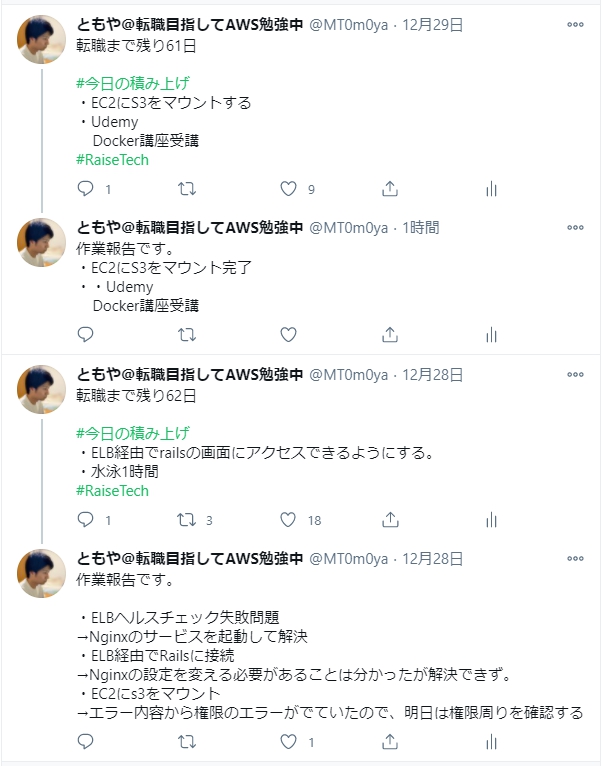 ともや@転職目指してAWS勉強中 @MT0m0ya · 12月29日
転職まで残り61日
#今日の積み上げ
・EC2にS3をマウントする
・Udemy
Docker講座受講
#RaiseTech
1 9
ともや@転職目指してAWS勉強中 @MT0m0ya · 1時間
作業報告です。
・EC2にS3をマウント完了
・・Udemy
Docker講座受講
ともや@転職目指してAWS勉強中 @MT0m0ya · 12月28日
転職まで残り62日
#今日の積み上げ
・ELB経由でrailsの画面にアクセスできるようにする。
・水泳1時間
#RaiseTech
1 3 18
ともや@転職目指してAWS勉強中 @MT0m0ya · 12月28日
作業報告です。
・ELBヘルスチェック失敗問題
→Nginxのサービスを起動して解決
・ELB経由でRailsに接続
→Nginxの設定を変える必要があることは分かったが解決できず。
・EC2にs3をマウント
→エラー内容から権限のエラーがでていたので、明日は権限周りを確認する
1